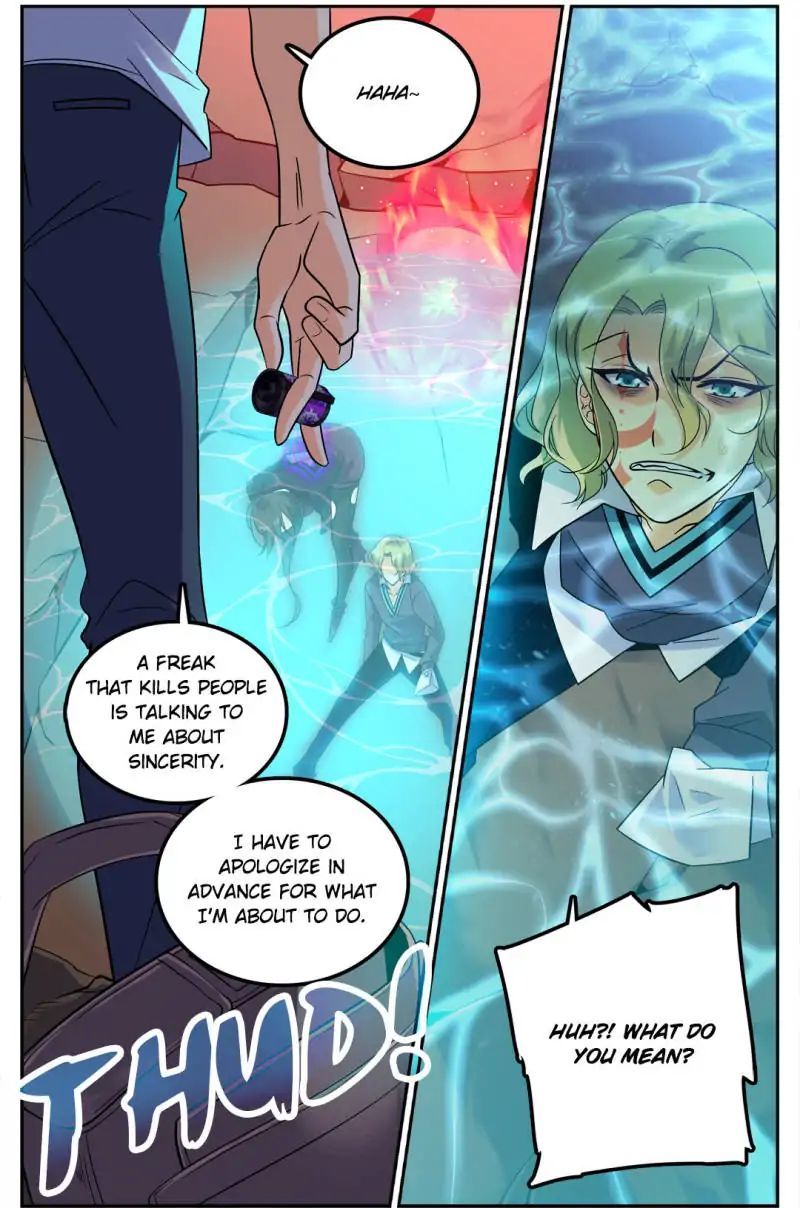 HAHA~
A FREAK
THAT KILLS PEOPLE
IS TALKING TO
ME ABOUT
SINCERITY.
I HAVE TO
APOLOGIZE IN
ADVANCE FOR WHAT
I'M ABOUT TO DO.
THUD!
HUH?! WHAT DO
YOU MEAN?